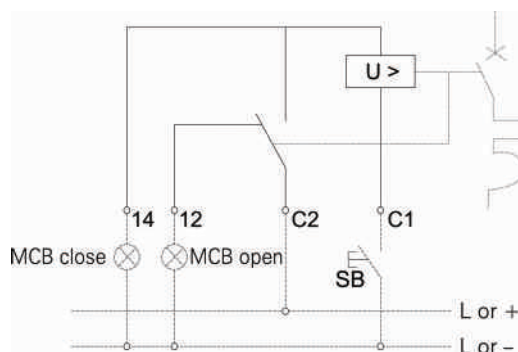 U >
14
12
C2
C1
MCB close
MCB open
SB
L or +
L or -